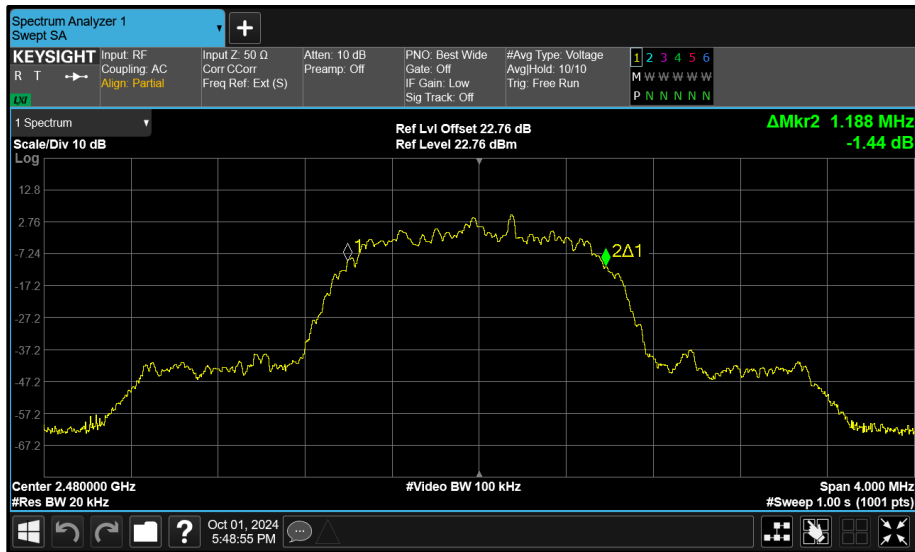 Spectrum Analyzer 1
Swept SA
KEYSIGHT
R T
LXI
Input: RF
Coupling: AC
Align: Partial
Input Z: 50 Ω
Corr CCorr
Freq Ref: Ext (S)
Atten: 10 dB
Preamp: Off
PNO: Best Wide
Gate: Off
IF Gain: Low
Sig Track: Off
#Avg Type: Voltage
Avg|Hold: 10/10
Trig: Free Run
1 2 3 4 5 6
M W W W W W
P N N N N N
1 Spectrum
Scale/Div 10 dB
Ref Lvl Offset 22.76 dB
Ref Level 22.76 dBm
ΔMkr2 1.188 MHz
-1.44 dB
Log
12.8
2.76
-7.24
-17.2
-27.2
-37.2
-47.2
-57.2
-67.2
1
2Δ1
Center 2.480000 GHz
#Video BW 100 kHz
Span 4.000 MHz
#Res BW 20 kHz
#Sweep 1.00 s (1001 pts)
?
Oct 01, 2024
5:48:55 PM